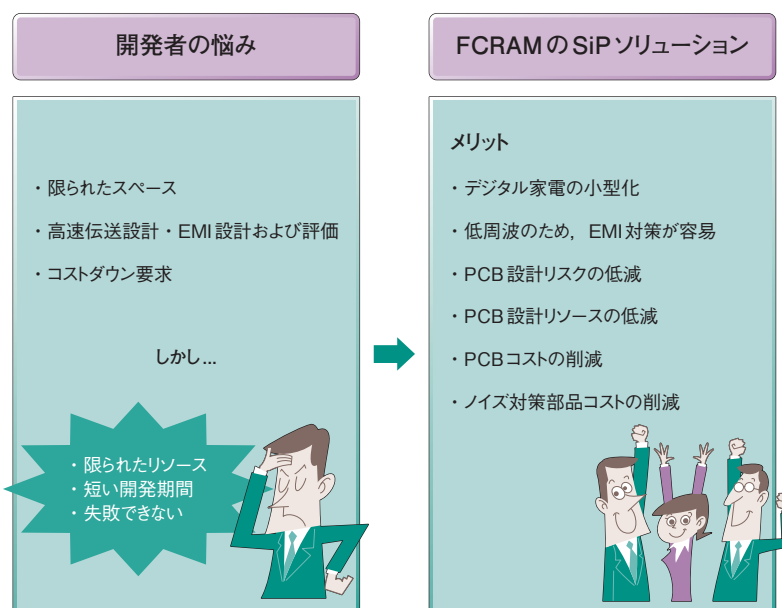 開発者の悩み
・限られたスペース
・高速伝送設計・EMI設計および評価
・コストダウン要求
しかし...
・限られたリソース
・短い開発期間
・失敗できない
FCRAMのSiPソリューション
メリット
・デジタル家電の小型化
・低周波のため，EMI対策が容易
・PCB設計リスクの低減
・PCB設計リソースの低減
・PCBコストの削減
・ノイズ対策部品コストの削減